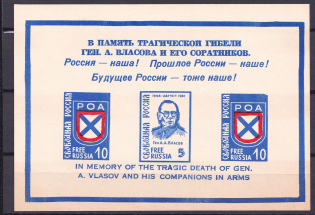 В ПАМЯТЬ ТРАГИЧЕСКОЙ ГИБЕЛИ
ГЕН. А. ВЛАСОВА И ЕГО СОРАТНИКОВ.
Россия — наша! Прошлое России — наше!
Будущее России — тоже наше!
СВОБОДНАЯ РОССИЯ
РОА
FREE
RUSSIA 10
АВГУСТ
Ген. А.А. ВЛАСОВ
СВОБОДНАЯ РОССИЯ
FREE
RUSSIA 5
СВОБОДНАЯ РОССИЯ
РОА
FREE
RUSSIA 10
IN MEMORY OF THE TRAGIC DEATH OF GEN.
A. VLASOV AND HIS COMPANIONS IN ARMS